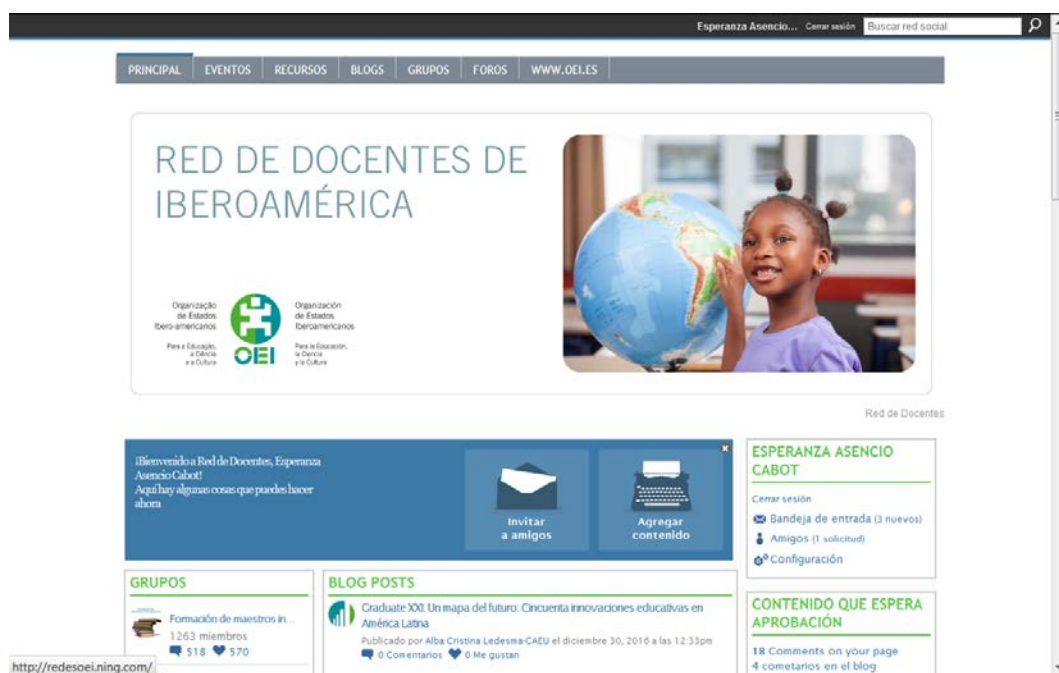 Esperanza Asencio... Cerrar sesión Buscar red social
PRINCIPAL EVENTOS RECURSOS BLOGS GRUPOS FOROS WWW.OEI.ES
RED DE DOCENTES DE
IBEROAMÉRICA
Organização
de Estados
Ibero-americanos
Para a Educação,
a Ciência
e a Cultura
OEI
Organización
de Estados
Iberoamericanos
Para la Educación,
la Ciencia
y la Cultura
Red de Docentes
¡Bienvenido a Red de Docentes, Esperanza
Asencio Cabot!
Aquí hay algunas cosas que puedes hacer
ahora
Invitar
a amigos
Agregar
contenido
ESPERANZA ASENCIO
CABOT
Cerrar sesión
Bandeja de entrada (3 nuevos)
Amigos (1 solicitud)
Configuración
GRUPOS
Formación de maestros in...
1263 miembros
518 570
BLOG POSTS
Graduate XXI: Un mapa del futuro. Cincuenta innovaciones educativas en
América Latina
Publicado por Alba Cristina Ledesma-CAEU el diciembre 30, 2016 a las 12:33pm
0 Comentarios 0 Me gustan
CONTENIDO QUE ESPERA
APROBACIÓN
18 Comments on your page
4 cometarios en el blog
http://redesoei.ning.com/